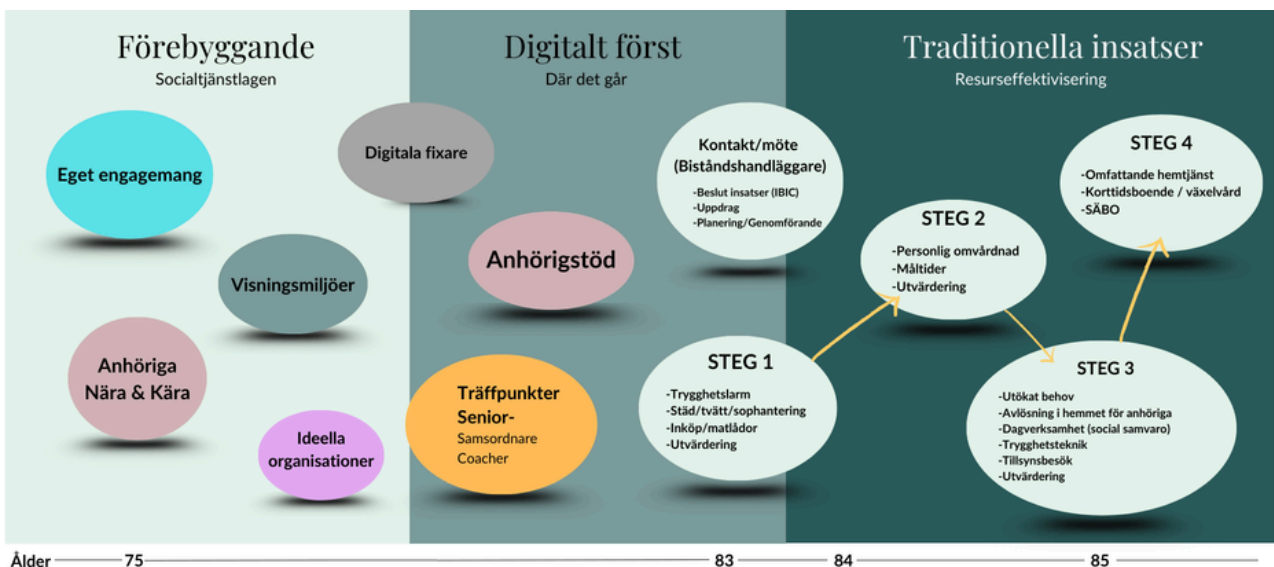 Förebyggande
Socialtjänstlagen
Eget engagemang
Visningsmiljöer
Anhöriga
Nära & Kära
Ideella
organisationer
Digitala fixare
Digitalt först
Där det går
Anhörigstöd
Träffpunkter
Senior-
Samsordnare
Coacher
Kontakt/möte
(Biståndshandläggare)
-Beslut insatser (IBIC)
-Uppdrag
-Planering/Genomförande
STEG 1
-Trygghetslarm
-Städ/tvätt/sophantering
-Inköp/matlådor
-Utvärdering
Traditionella insatser
Resurseffektivisering
STEG 2
-Personlig omvårdnad
-Måltider
-Utvärdering
STEG 3
-Utökat behov
-Avlösning i hemmet för anhöriga
-Dagverksamhet (social samvaro)
-Trygghetsteknik
-Tillsynsbesök
-Utvärdering
STEG 4
-Omfattande hemtjänst
-Korttidsboende / växelvård
-SÄBO
Ålder 75 83 84 85